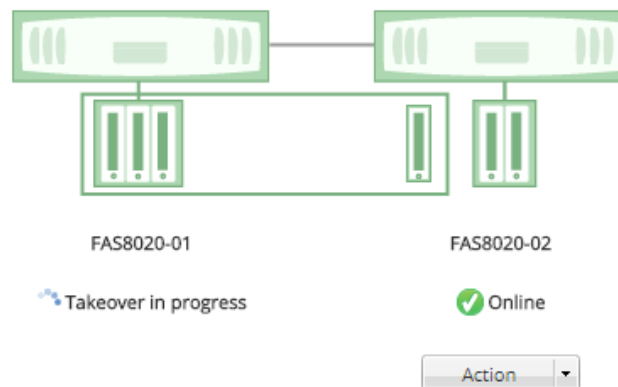 FAS8020-01
FAS8020-02
Takeover in progress
Online
Action